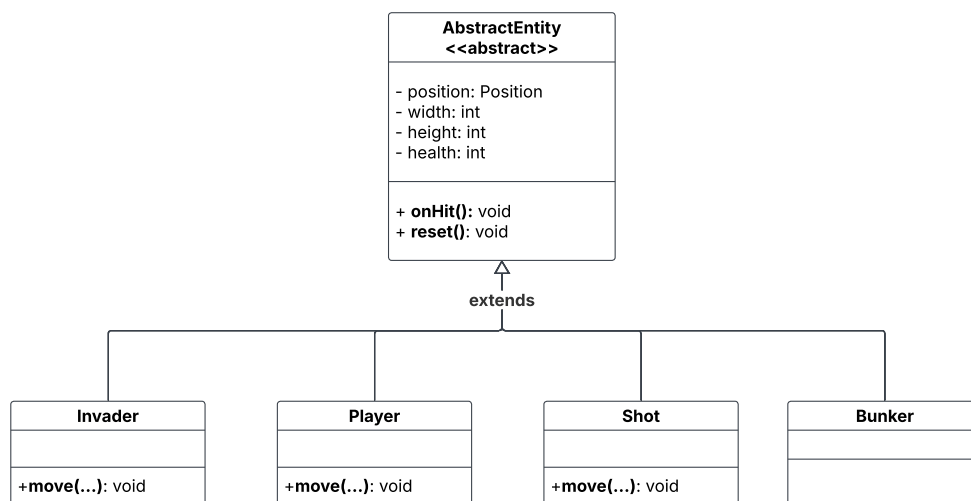 AbstractEntity
<<abstract>>
- position: Position
- width: int
- height: int
- health: int
+ onHit(): void
+ reset(): void
extends
Invader
Player
Shot
Bunker
+move(...): void
+move(...): void
+move(...): void